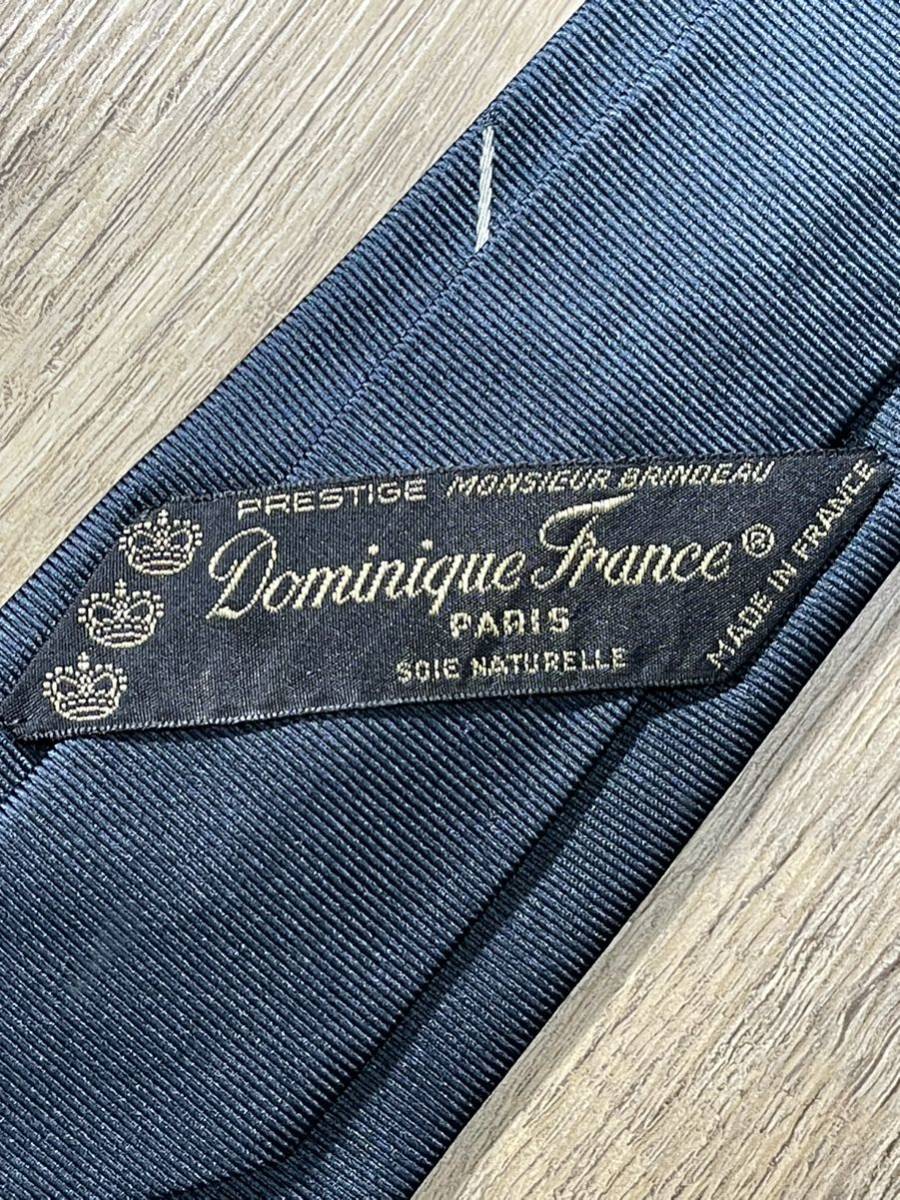 PRESTIGE MONSIEUR BRINDEAU
Dominique France®
PARIS
SOIE NATURELLE
MADE IN FRANCE